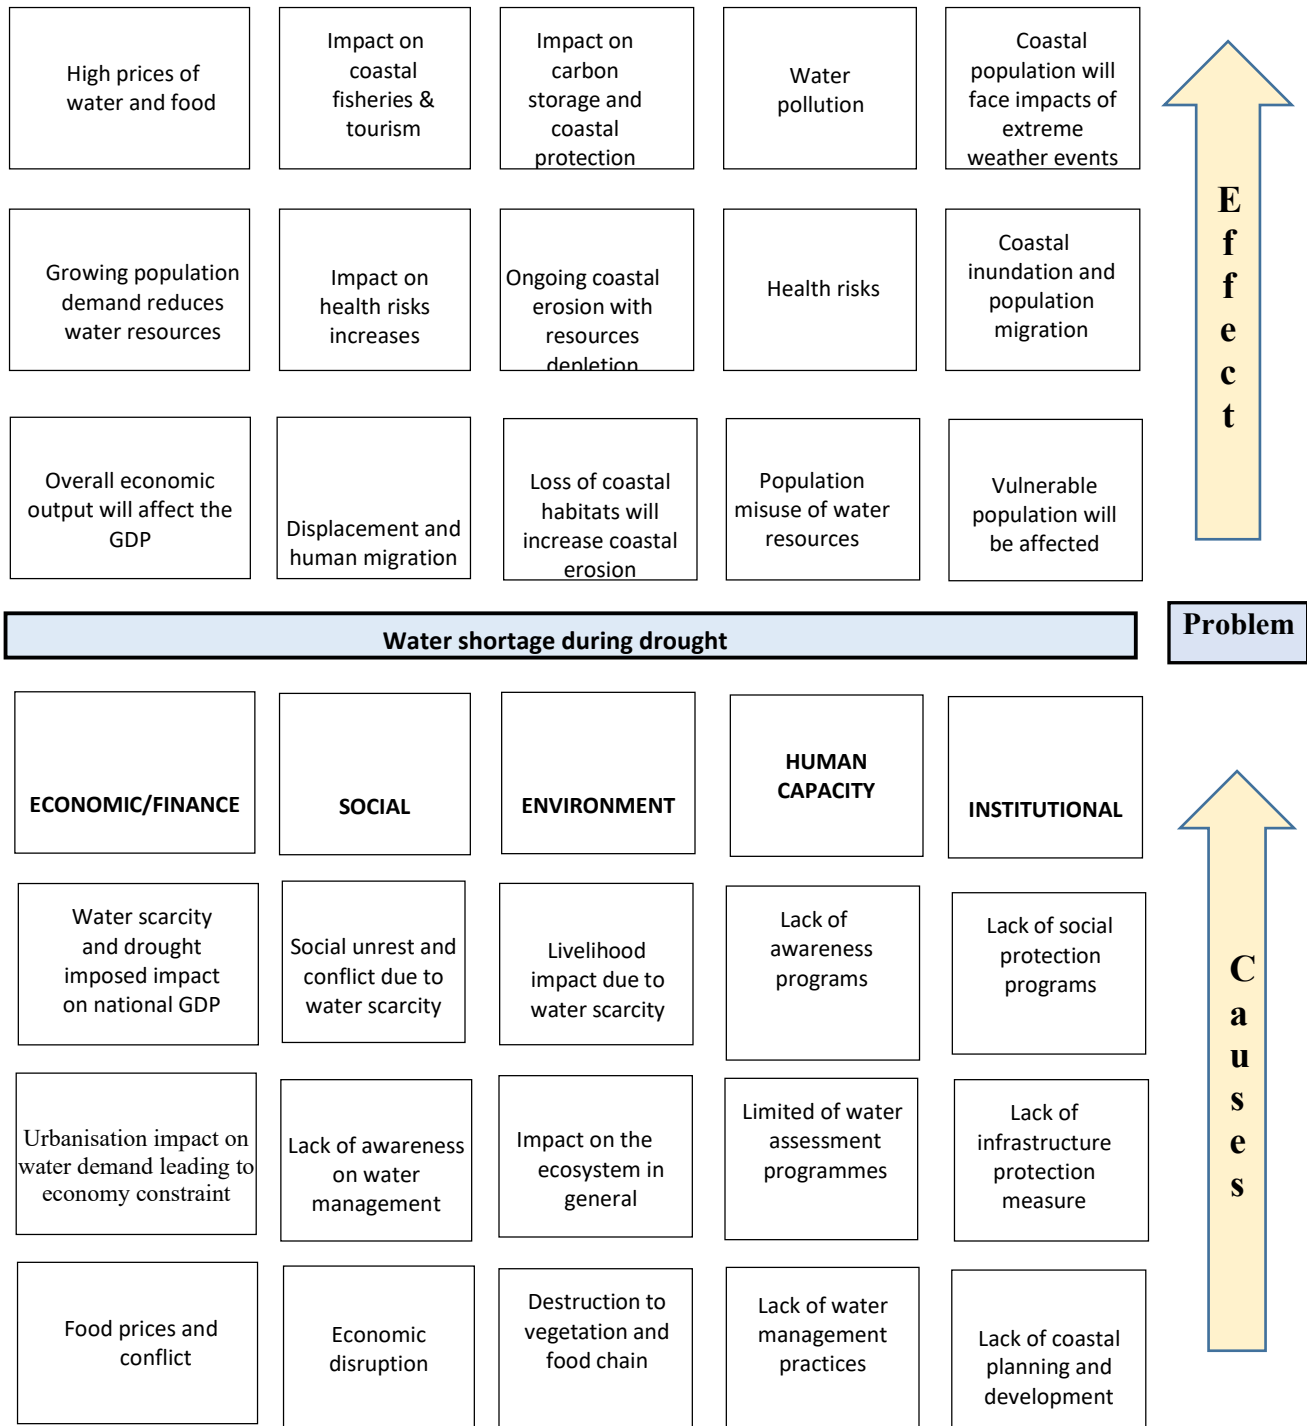 High prices of
water and food
Impact on
coastal
fisheries &
tourism
Impact on
carbon
storage and
coastal
protection
Water
pollution
Coastal
population will
face impacts of
extreme
weather events
Growing population
demand reduces
water resources
Impact on
health risks
increases
Ongoing coastal
erosion with
resources
depletion
Health risks
Coastal
inundation and
population
migration
Overall economic
output will affect the
GDP
Displacement and
human migration
Loss of coastal
habitats will
increase coastal
erosion
Population
misuse of water
resources
Vulnerable
population will
be affected
E
f
f
e
c
t
Water shortage during drought
Problem
ECONOMIC/FINANCE
SOCIAL
ENVIRONMENT
HUMAN
CAPACITY
INSTITUTIONAL
Water scarcity
and drought
imposed impact
on national GDP
Social unrest and
conflict due to
water scarcity
Livelihood
impact due to
water scarcity
Lack of
awareness
programs
Lack of social
protection
programs
Urbanisation impact on
water demand leading to
economy constraint
Lack of awareness
on water
management
Impact on the
ecosystem in
general
Limited of water
assessment
programmes
Lack of
infrastructure
protection
measure
Food prices and
conflict
Economic
disruption
Destruction to
vegetation and
food chain
Lack of water
management
practices
Lack of coastal
planning and
development
C
a
u
s
e
s